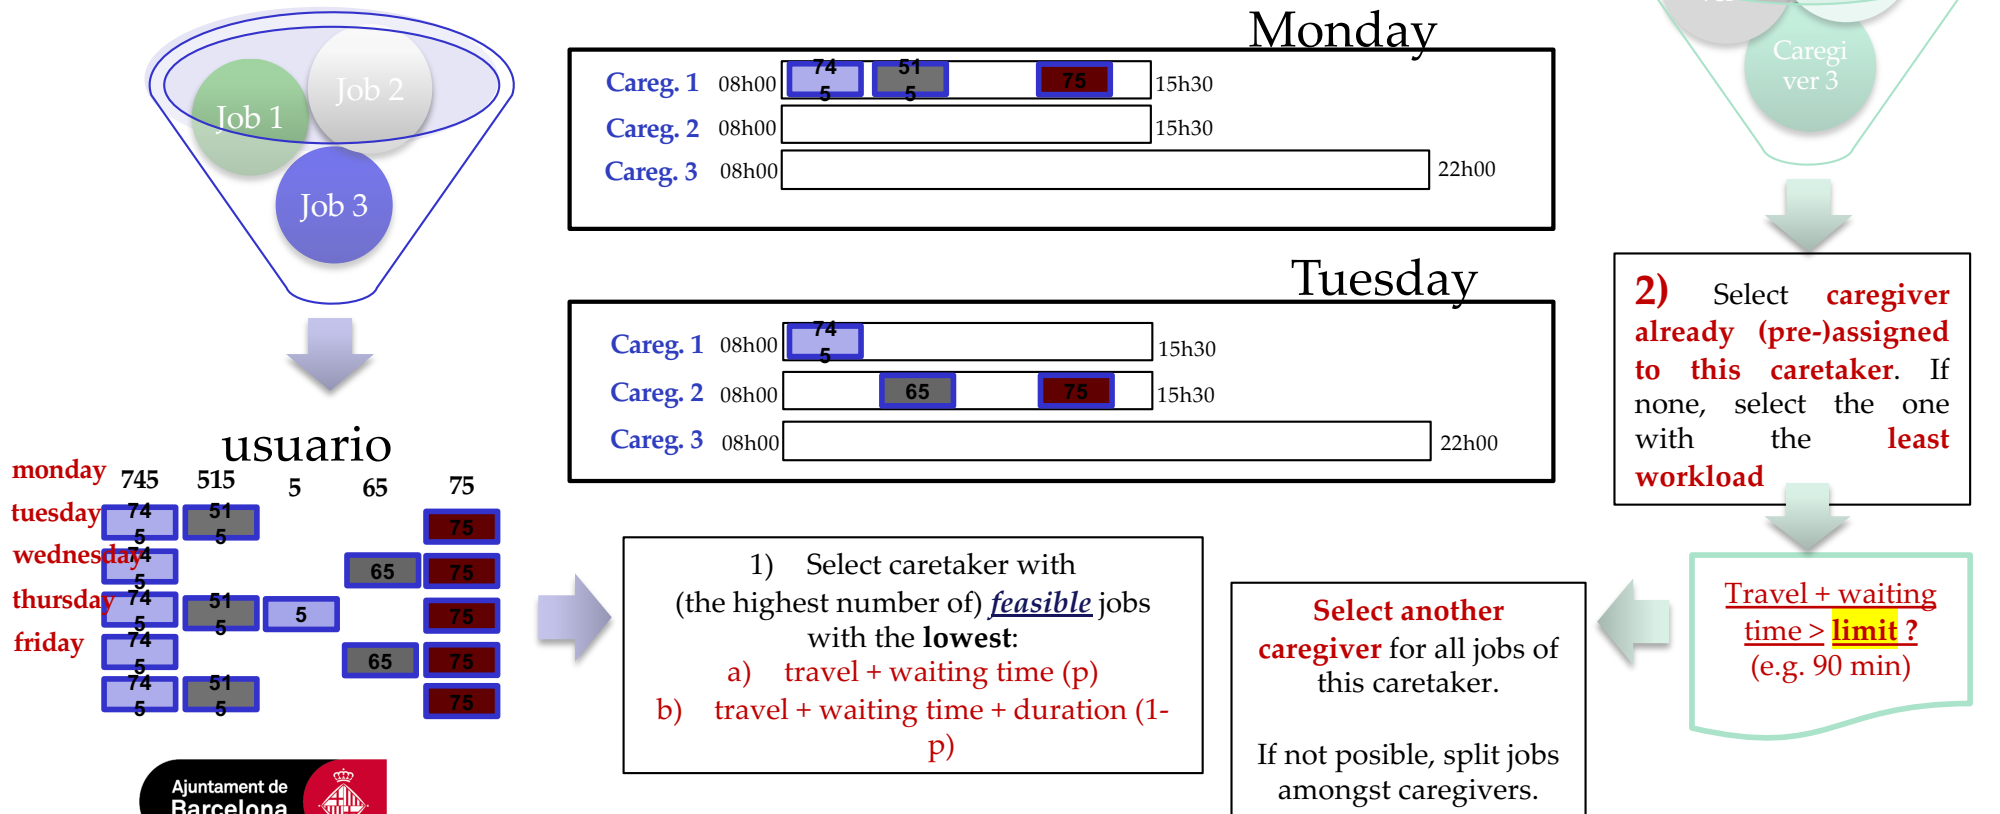 Job 1
Job 2
Job 3
usuario
monday 745 515 5 65 75
tuesday
74
5
51
5
75
wednesday
74
5
65
75
thursday
74
5
51
5
5
75
friday
74
5
65
75
74
5
51
5
75
Ajuntament de
Barcelona
Monday
Careg. 1 08h00
74
5
51
5
75
15h30
Careg. 2 08h00 15h30
Careg. 3 08h00 22h00
Tuesday
Careg. 1 08h00
74
5
15h30
Careg. 2 08h00 65 75 15h30
Careg. 3 08h00 22h00
1) Select caretaker with
(the highest number of) feasible jobs
with the lowest:
a) travel + waiting time (p)
b) travel + waiting time + duration (1-
p)
Caregi
ver 3
2) Select caregiver
already (pre-)assigned
to this caretaker. If
none, select the one
with the least
workload
Travel + waiting
time > limit ?
(e.g. 90 min)
Select another
caregiver for all jobs of
this caretaker.
If not posible, split jobs
amongst caregivers.